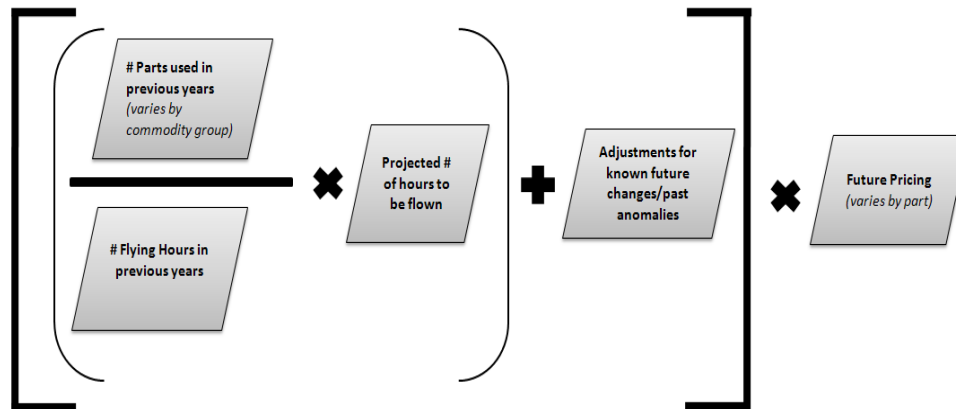 # Parts used in
previous years
(varies by
commodity group)
# Flying Hours in
previous years
Projected #
of hours to
be flown
Adjustments for
known future
changes/past
anomalies
Future Pricing
(varies by part)